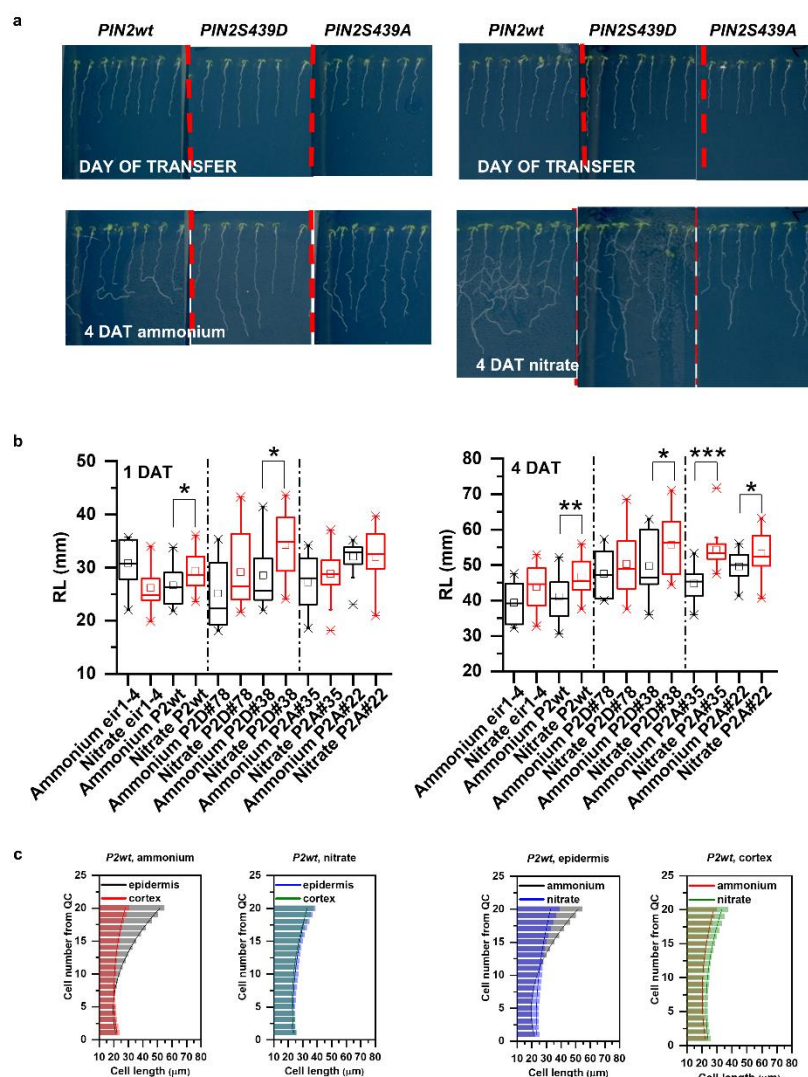 a
PIN2wt PIN2S439D PIN2S439A
PIN2wt PIN2S439D PIN2S439A
DAY OF TRANSFER
DAY OF TRANSFER
4 DAT ammonium
4 DAT nitrate
b
1 DAT
* *
RL (mm)
50
40
30
20
10
Ammonium eir1-4
Nitrate eir1-4
Ammonium P2wt
Nitrate P2wt
Ammonium P2D#78
Nitrate P2D#78
Ammonium P2D#38
Nitrate P2D#38
Ammonium P2A#35
Nitrate P2A#35
Ammonium P2A#22
Nitrate P2A#22
4 DAT
** * *** *
RL (mm)
80
70
60
50
40
30
20
Ammonium eir1-4
Nitrate eir1-4
Ammonium P2wt
Nitrate P2wt
Ammonium P2D#78
Nitrate P2D#78
Ammonium P2D#38
Nitrate P2D#38
Ammonium P2A#35
Nitrate P2A#35
Ammonium P2A#22
Nitrate P2A#22
c
P2wt, ammonium
epidermis
cortex
Cell number from QC
25
20
15
10
5
0
10 20 30 40 50 60 70 80
Cell length (μm)
P2wt, nitrate
epidermis
cortex
Cell number from QC
25
20
15
10
5
0
10 20 30 40 50 60 70 80
Cell length (μm)
P2wt, epidermis
ammonium
nitrate
Cell number from QC
25
20
15
10
5
0
10 20 30 40 50 60 70 80
Cell length (μm)
P2wt, cortex
ammonium
nitrate
Cell number from QC
25
20
15
10
5
0
10 20 30 40 50 60 70 80
Cell length (μm)